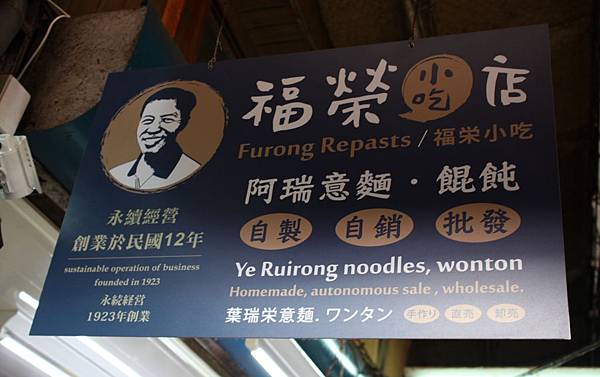 福榮小吃店
Furong Repasts / 福栄小吃
阿瑞意麵・餛飩
自製 自銷 批發
Ye Ruirong noodles, wonton
Homemade, autonomous sale , wholesale.
葉瑞栄意麺. ワンタン 手作り 直売 卸売
永續經營
創業於民國12年
sustainable operation of business
founded in 1923
永続経営
1923年創業